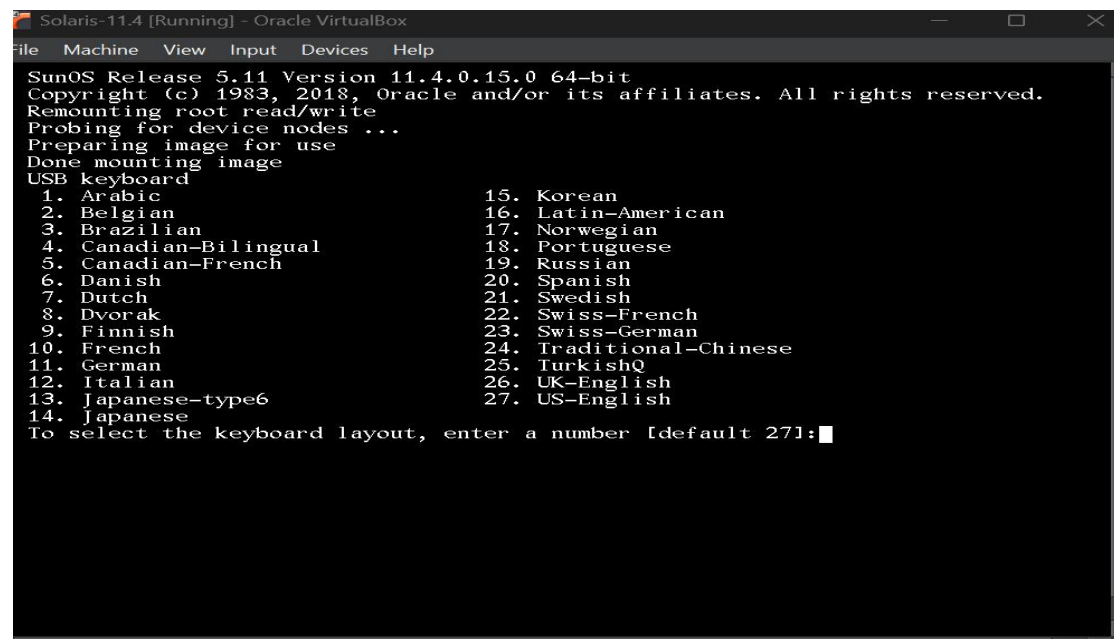 Solaris-11.4 [Running] - Oracle VirtualBox
File Machine View Input Devices Help
SunOS Release 5.11 Version 11.4.0.15.0 64-bit
Copyright (c) 1983, 2018, Oracle and/or its affiliates. All rights reserved.
Remounting root read/write
Probing for device nodes ...
Preparing image for use
Done mounting image
USB keyboard
1. Arabic 15. Korean
2. Belgian 16. Latin-American
3. Brazilian 17. Norwegian
4. Canadian-Bilingual 18. Portuguese
5. Canadian-French 19. Russian
6. Danish 20. Spanish
7. Dutch 21. Swedish
8. Dvorak 22. Swiss-French
9. Finnish 23. Swiss-German
10. French 24. Traditional-Chinese
11. German 25. TurkishQ
12. Italian 26. UK-English
13. Japanese-type6 27. US-English
14. Japanese
To select the keyboard layout, enter a number [default 27]: